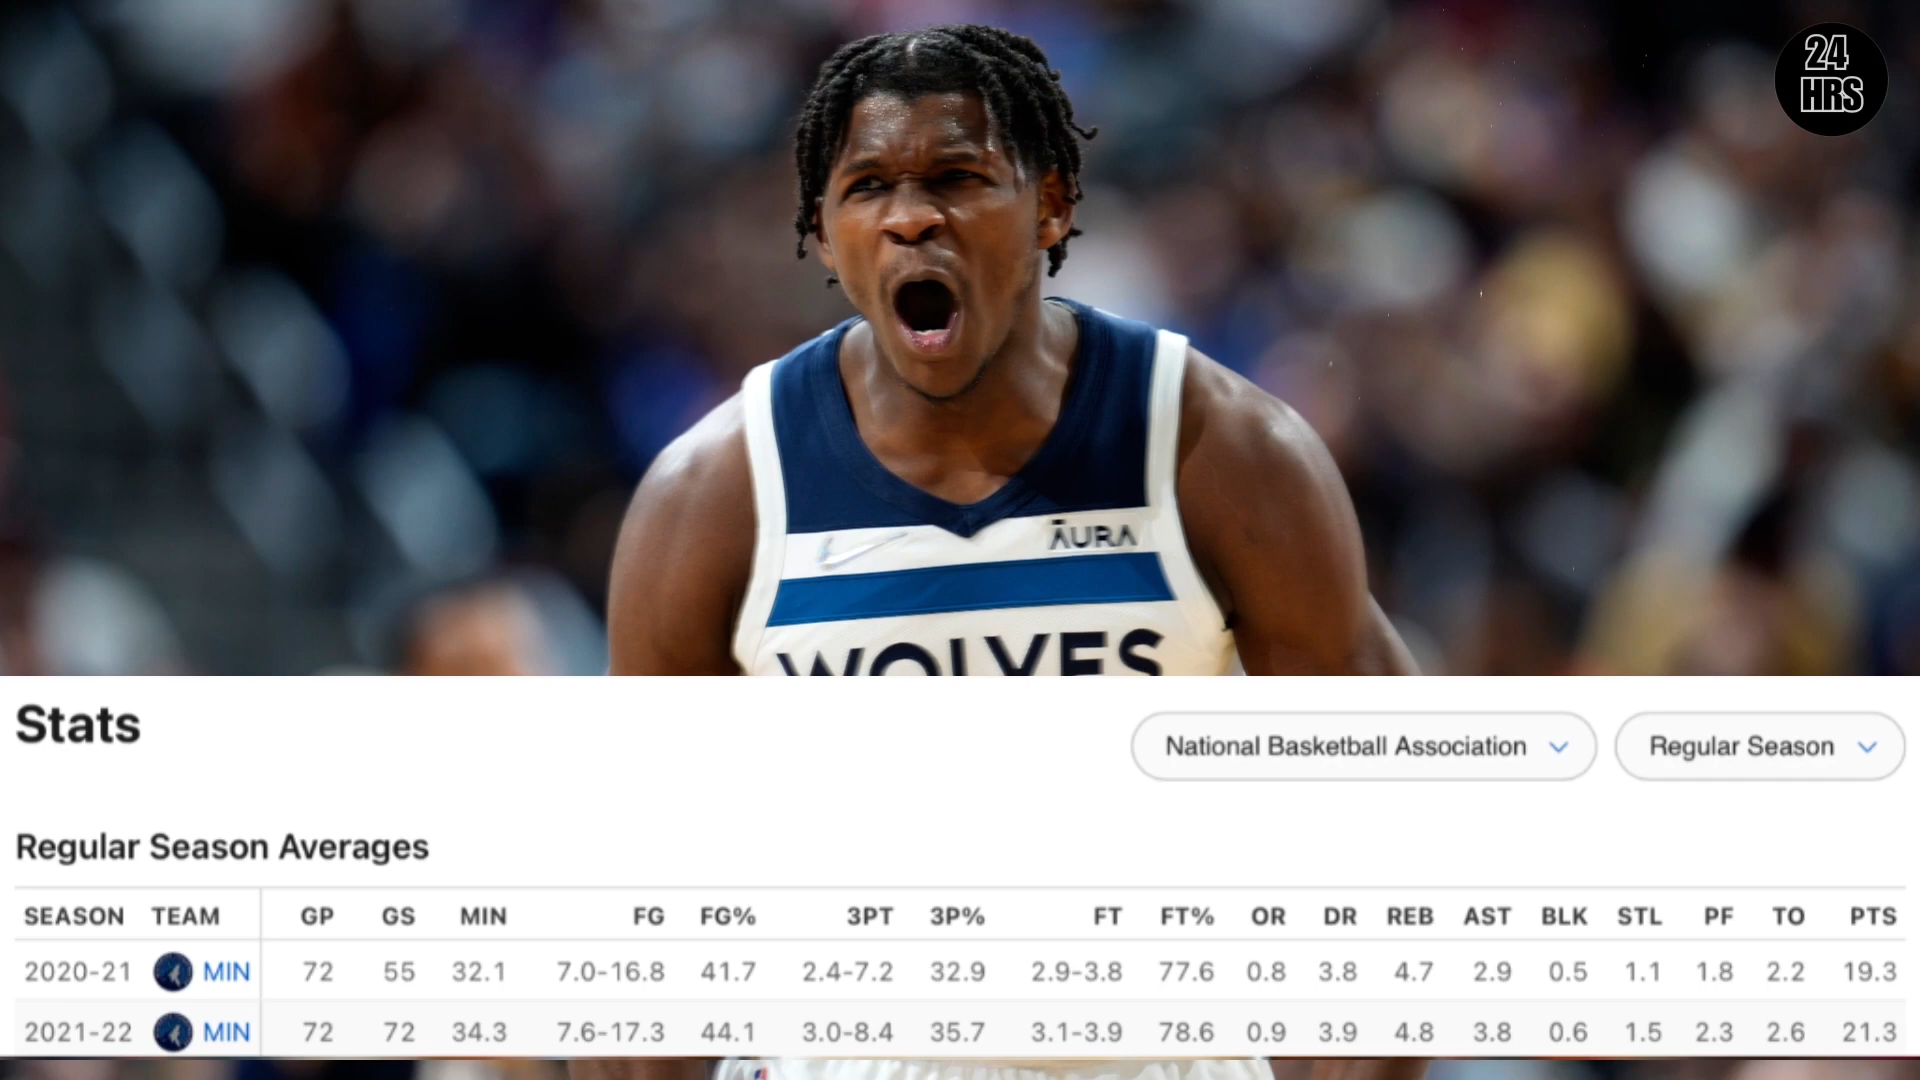 24
HRS
AURA
WOLVES
Stats
National Basketball Association
Regular Season
Regular Season Averages
SEASON TEAM GP GS MIN FG FG% 3PT 3P% FT FT% OR DR REB AST BLK STL PF TO PTS
2020-21 MIN 72 55 32.1 7.0-16.8 41.7 2.4-7.2 32.9 2.9-3.8 77.6 0.8 3.8 4.7 2.9 0.5 1.1 1.8 2.2 19.3
2021-22 MIN 72 72 34.3 7.6-17.3 44.1 3.0-8.4 35.7 3.1-3.9 78.6 0.9 3.9 4.8 3.8 0.6 1.5 2.3 2.6 21.3